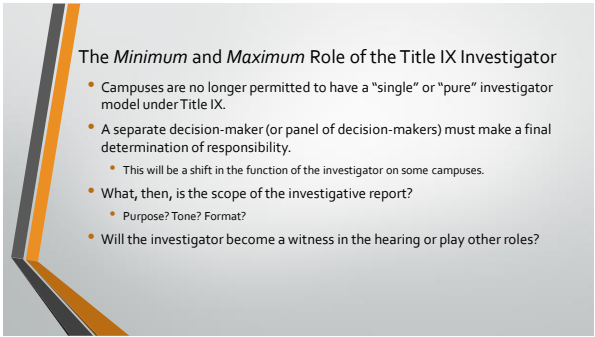 The Minimum and Maximum Role of the Title IX Investigator
• Campuses are no longer permitted to have a “single” or “pure” investigator
model under Title IX.
• A separate decision-maker (or panel of decision-makers) must make a final
determination of responsibility.
• This will be a shift in the function of the investigator on some campuses.
• What, then, is the scope of the investigative report?
• Purpose? Tone? Format?
• Will the investigator become a witness in the hearing or play other roles?